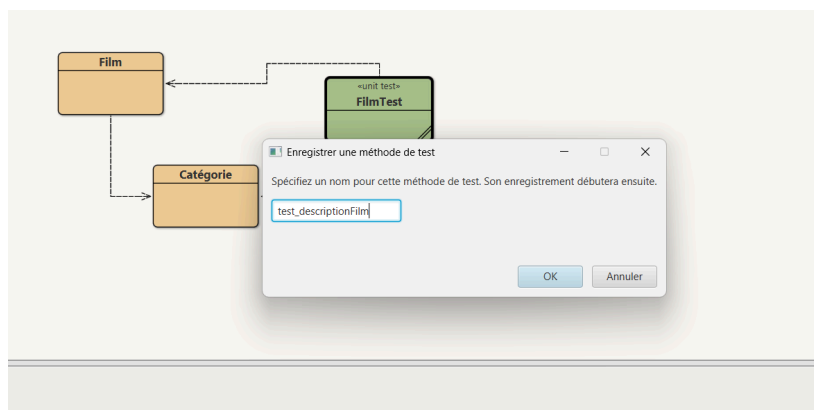 Film
«unit test»
FilmTest
Catégorie
Enregistrer une méthode de test
Spécifiez un nom pour cette méthode de test. Son enregistrement débutera ensuite.
test_descriptionFilm
OK Annuler